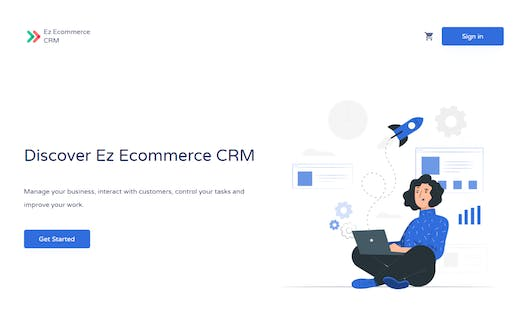 Ez Ecommerce
CRM
Sign in
Discover Ez Ecommerce CRM
Manage your business, interact with customers, control your tasks and
improve your work.
Get Started